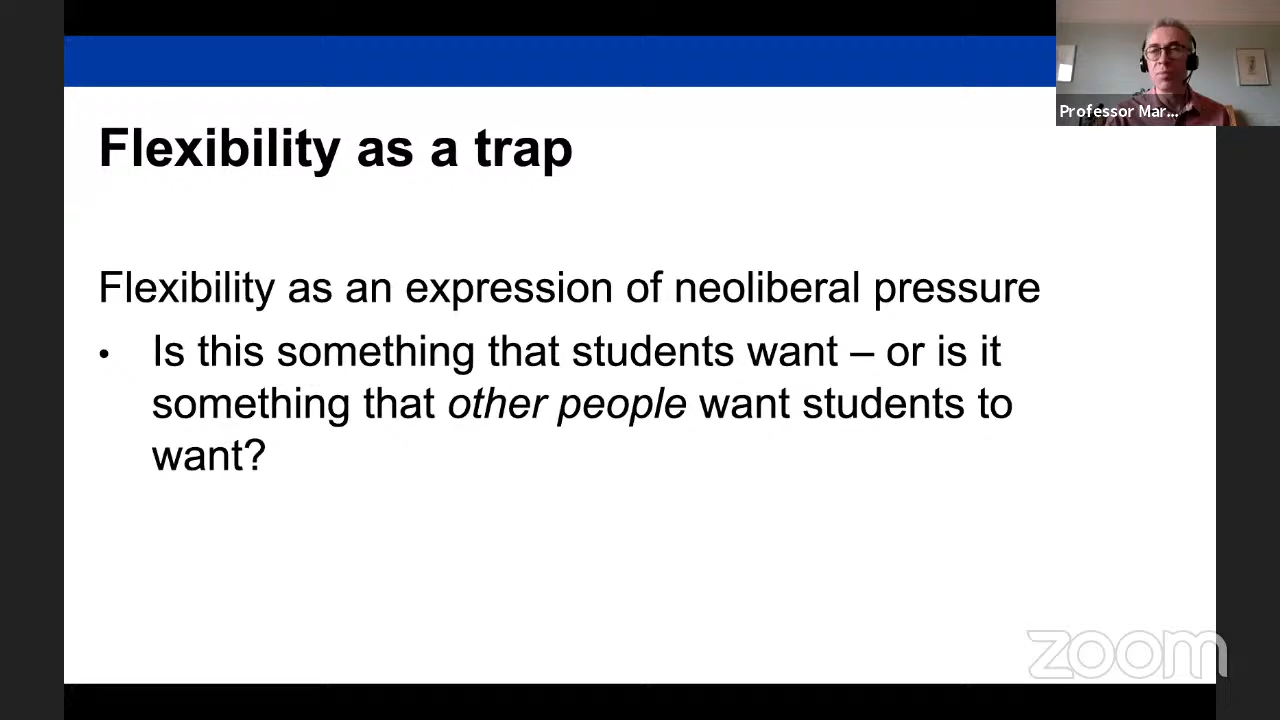 Flexibility as a trap
Professor Mar...
Flexibility as an expression of neoliberal pressure
• Is this something that students want – or is it
something that other people want students to
want?
zoom